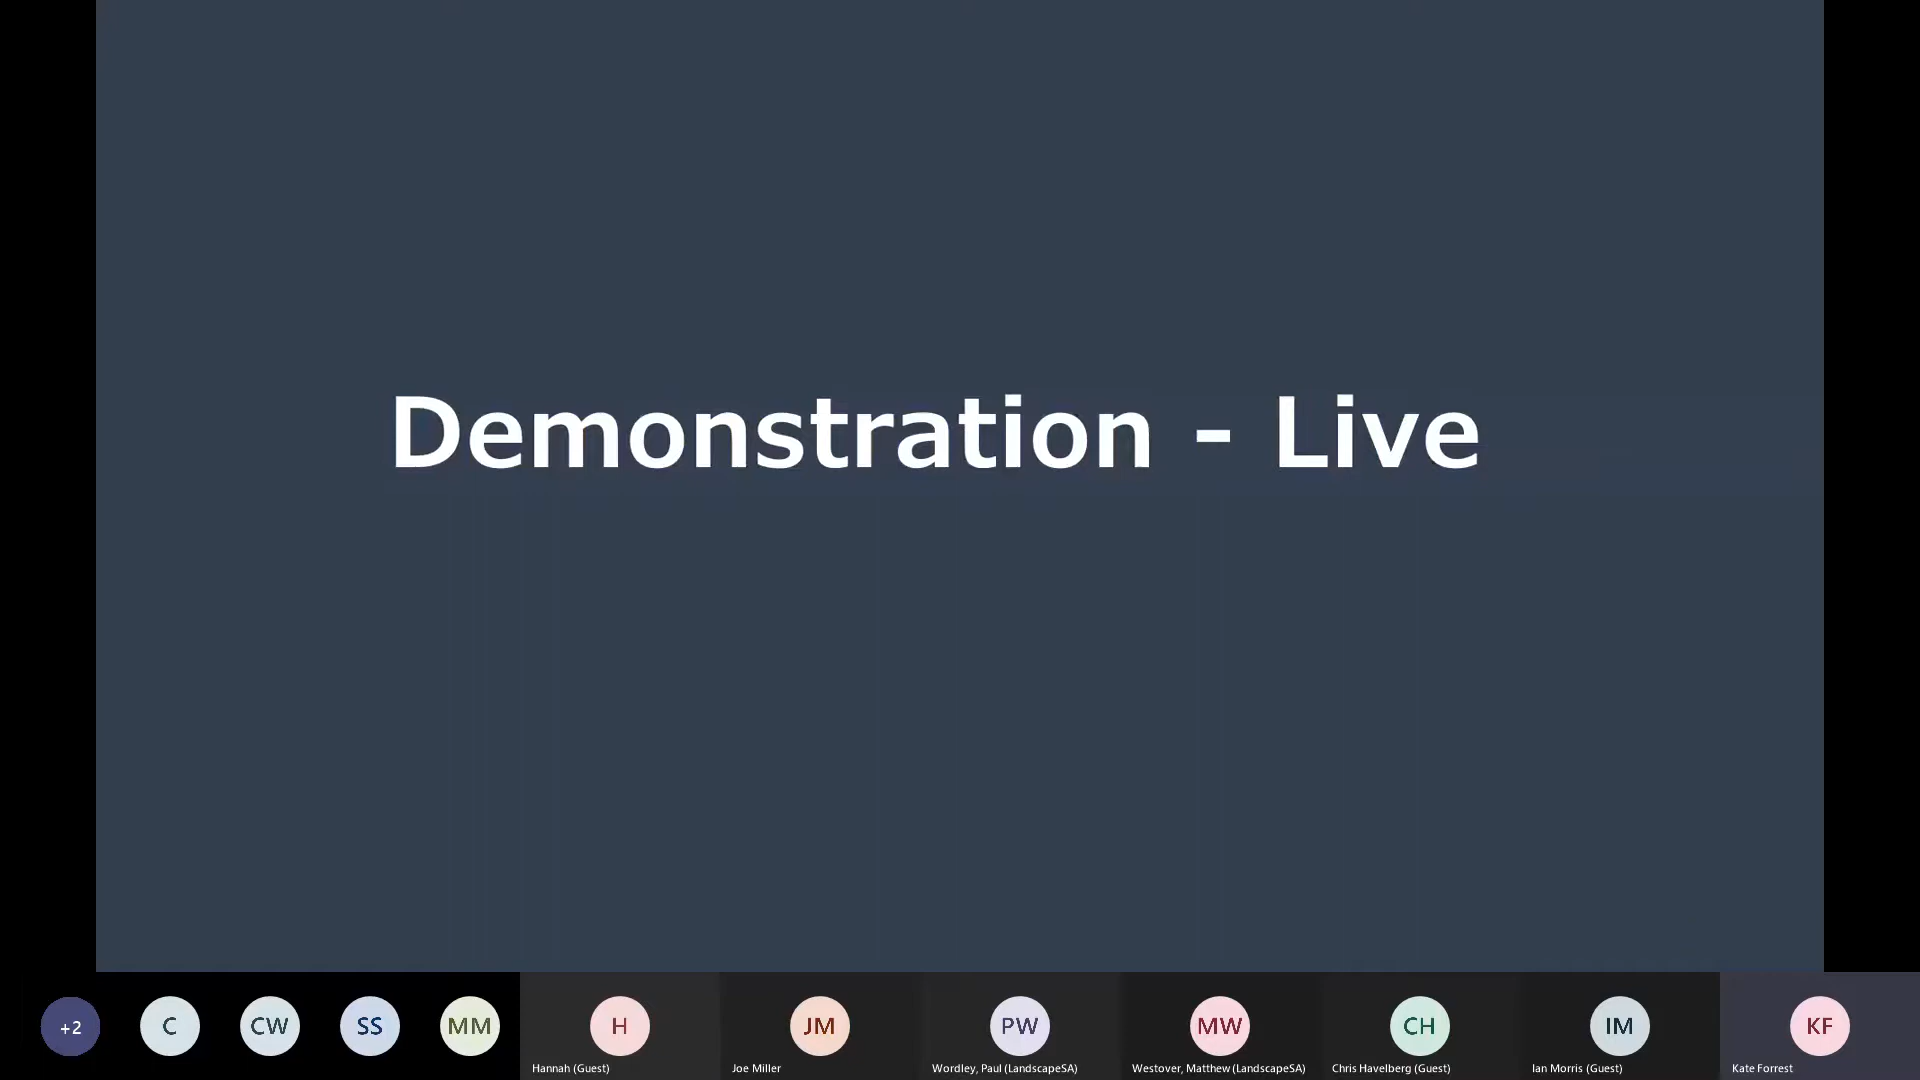 Demonstration - Live
+2
C
CW
SS
MM
H
JM
PW
MW
CH
IM
KF
Hannah (Guest)
Joe Miller
Wordley, Paul (LandscapeSA)
Westover, Matthew (LandscapeSA)
Chris Havelberg (Guest)
Ian Morris (Guest)
Kate Forrest